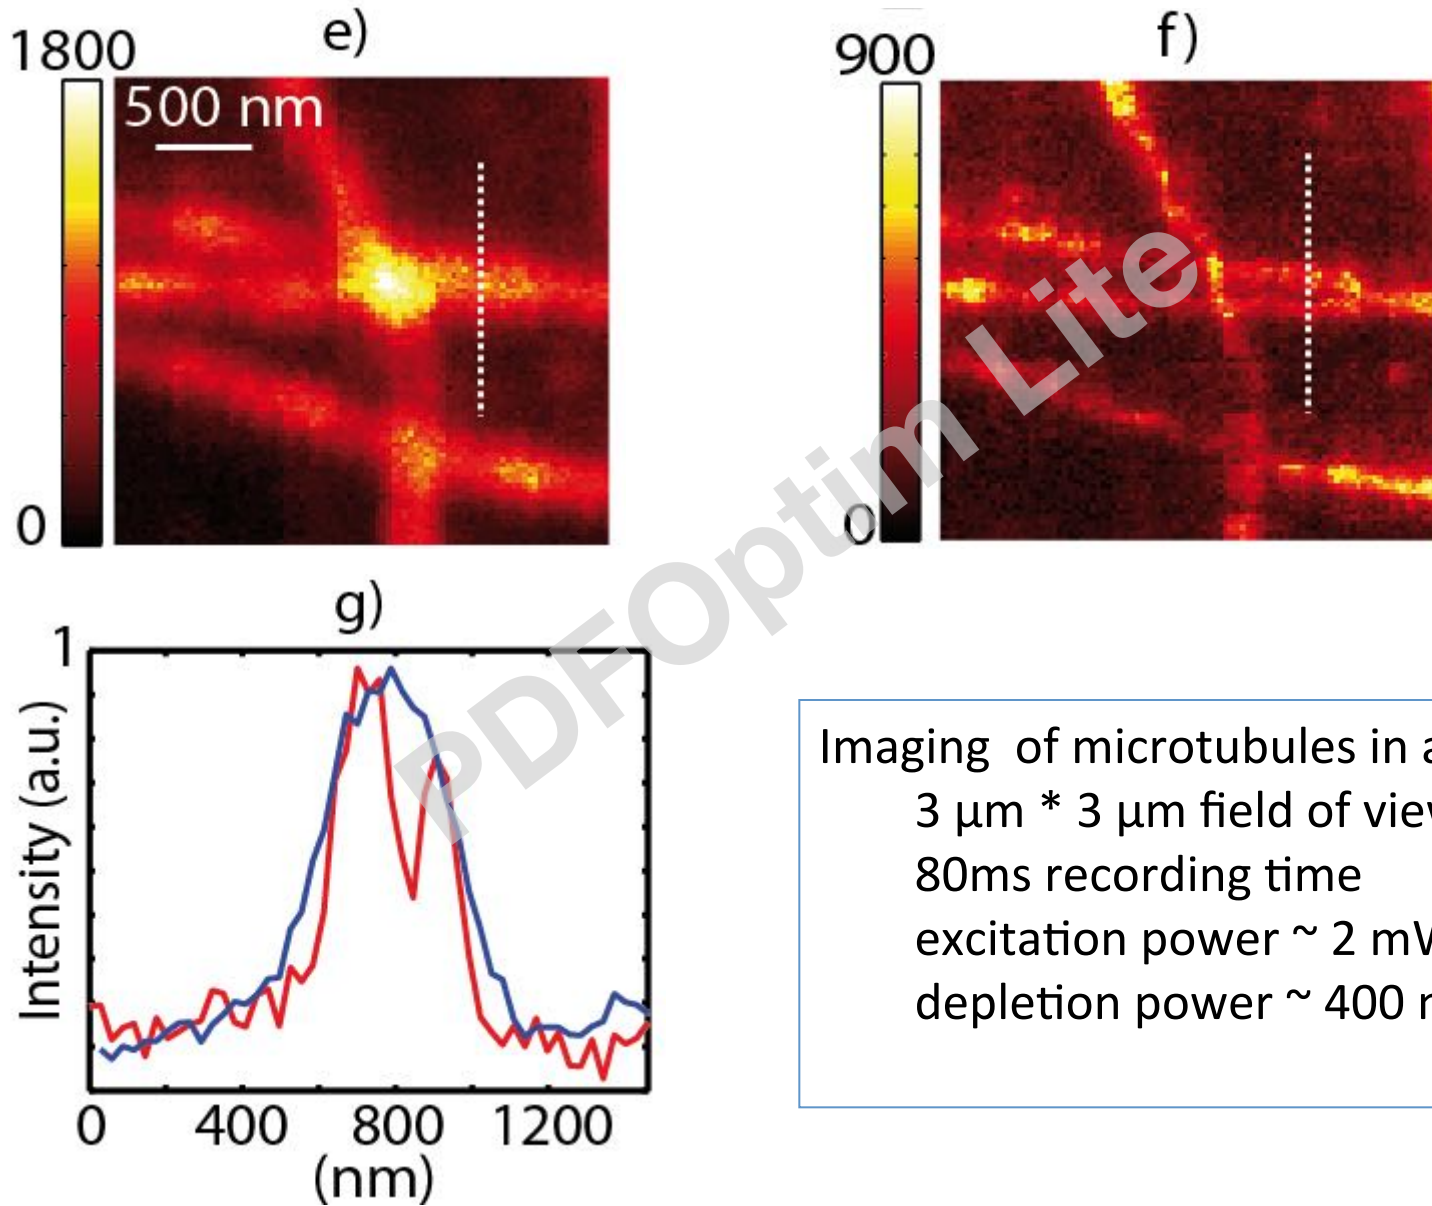 e)
1800
500 nm
0
f)
900
0
g)
1
Intensity (a.u.)
0 400 800 1200
(nm)
Imaging of microtubules in a
3 µm * 3 µm field of view
80ms recording time
excitation power ~ 2 mW
depletion power ~ 400
PDFOptim Lite